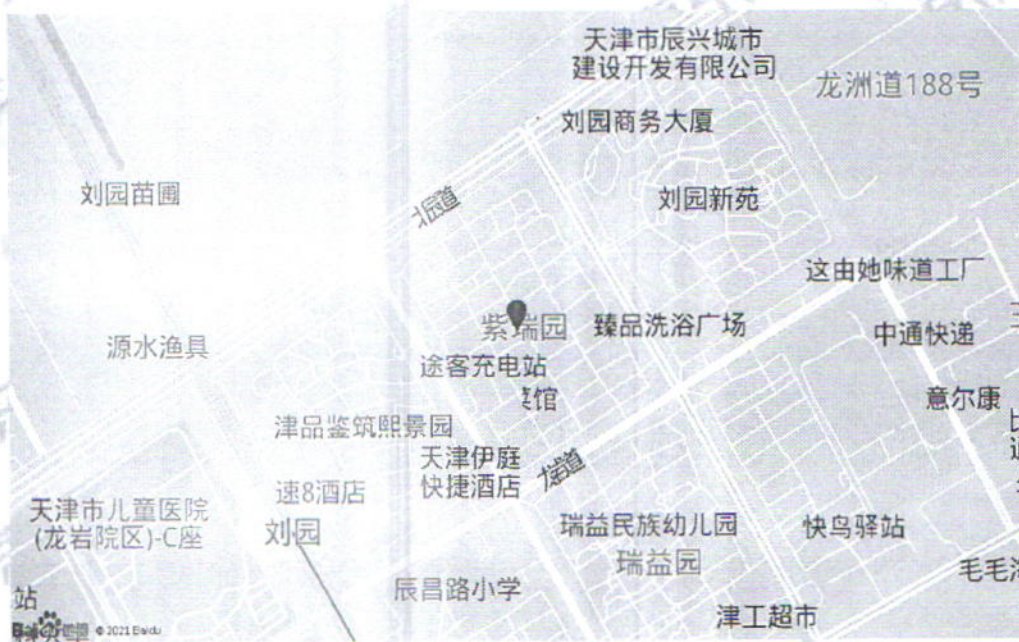 天津市辰兴城市
建设开发有限公司
龙洲道188号
刘园商务大厦
刘园苗圃
刘园新苑
北园道
这由她味道工厂
紫瑞园
臻品洗浴广场
中通快递
源水渔具
途客充电站
菜馆
意尔康
津品鉴筑熙景园
天津伊庭
快捷酒店
速8酒店
天津市儿童医院
(龙岩院区)-C座
刘园
瑞益民族幼儿园
快鸟驿站
瑞益园
辰昌路小学
毛毛
站
津工超市
© 2021 Baidu